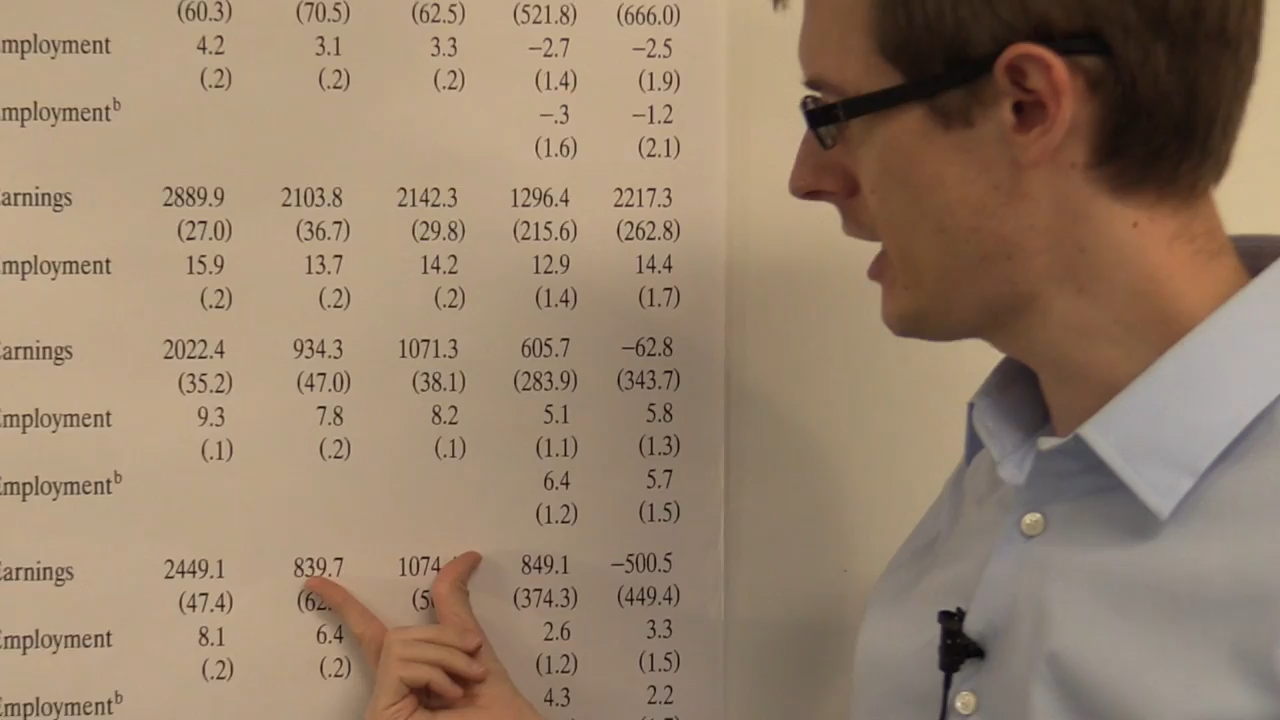 (60.3) (70.5) (62.5) (521.8) (666.0)
mployment 4.2 3.1 3.3 −2.7 −2.5
(.2) (.2) (.2) (1.4) (1.9)
mploymentᵇ −.3 −1.2
(1.6) (2.1)
arnings 2889.9 2103.8 2142.3 1296.4 2217.3
(27.0) (36.7) (29.8) (215.6) (262.8)
mployment 15.9 13.7 14.2 12.9 14.4
(.2) (.2) (.2) (1.4) (1.7)
arnings 2022.4 934.3 1071.3 605.7 −62.8
(35.2) (47.0) (38.1) (283.9) (343.7)
mployment 9.3 7.8 8.2 5.1 5.8
(.1) (.2) (.1) (1.1) (1.3)
mploymentᵇ 6.4 5.7
(1.2) (1.5)
arnings 2449.1 839.7 1074 849.1 −500.5
(47.4) (62. (374.3) (449.4)
mployment 8.1 6.4 2.6 3.3
(.2) (.2) (1.2) (1.5)
mploymentᵇ 4.3 2.2